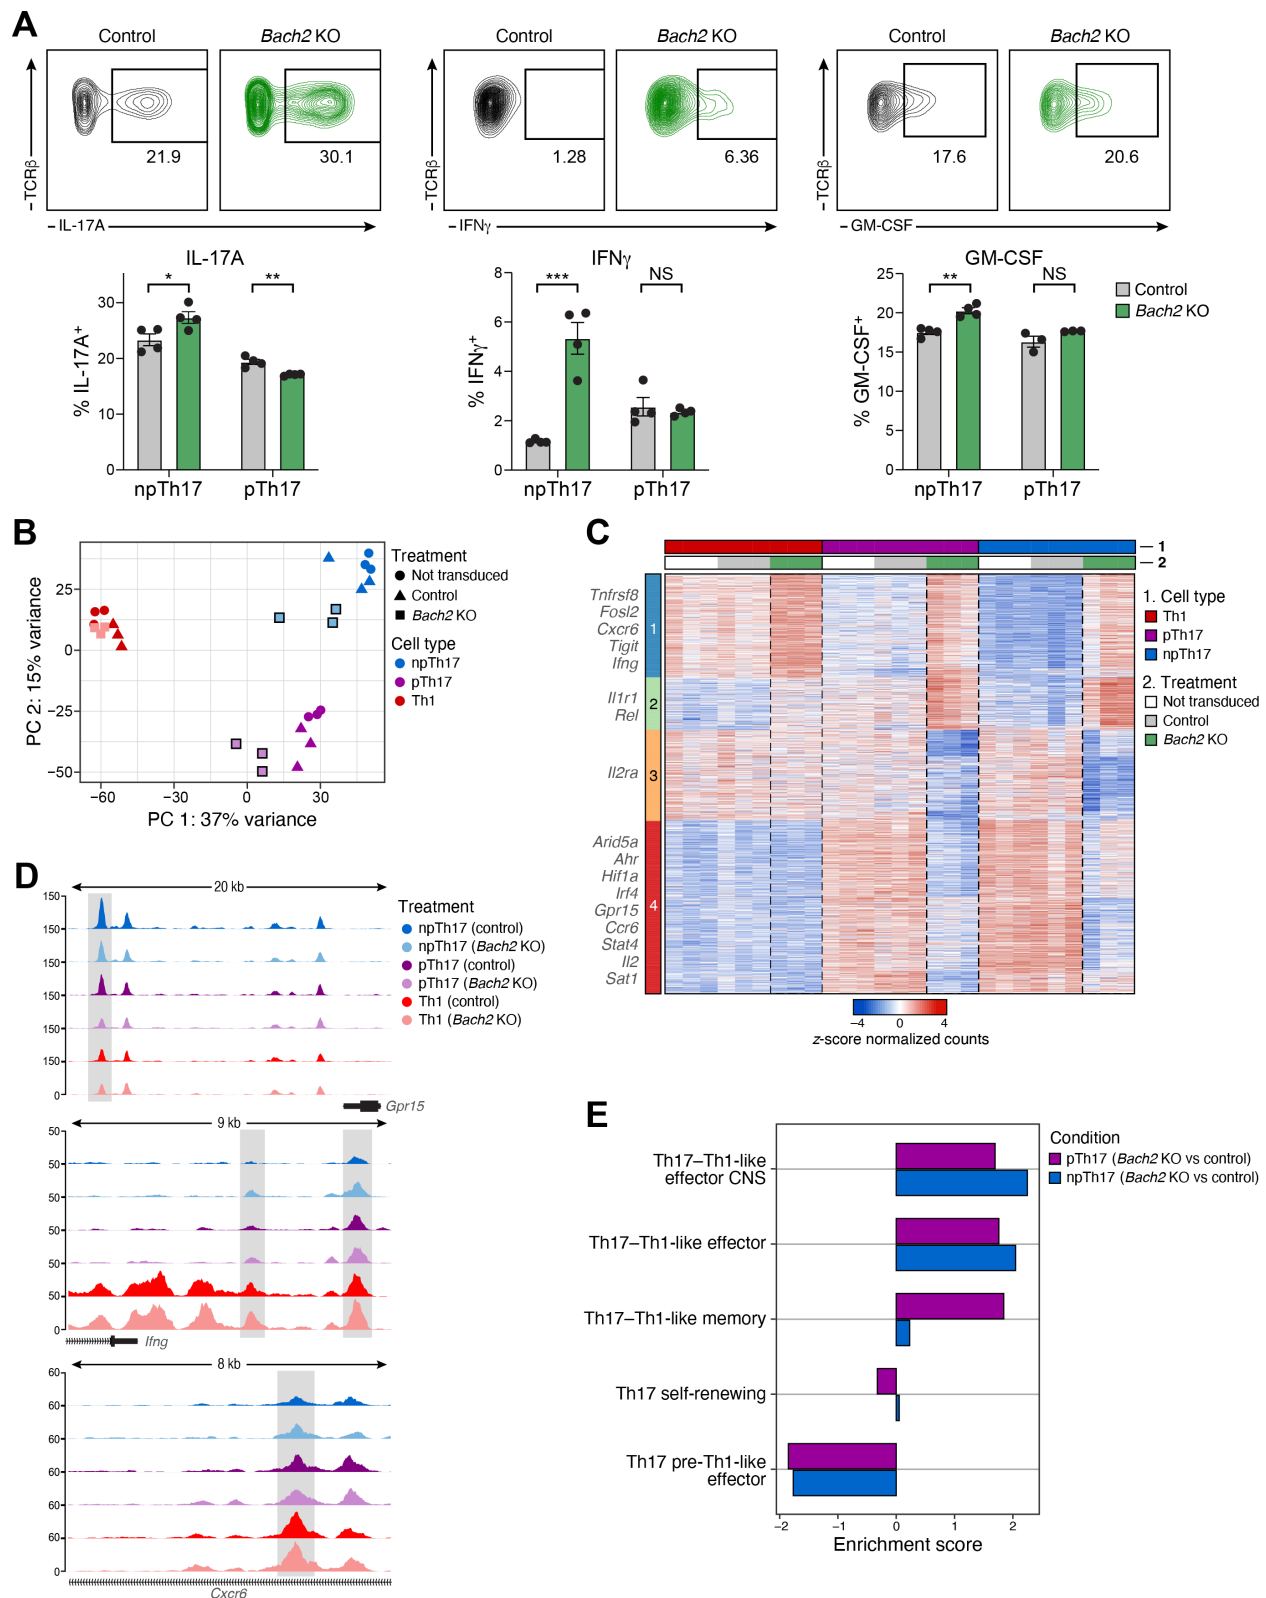 A
Control
Bach2 KO
Control
Bach2 KO
Control
Bach2 KO
TCRβ
21.9
30.1
TCRβ
1.28
6.36
TCRβ
17.6
20.6
IL-17A
IFNγ
GM-CSF
IL-17A
% IL-17A+
30
20
10
0
*
**
npTh17
pTh17
IFNγ
% IFNγ+
8
6
4
2
0
***
NS
npTh17
pTh17
GM-CSF
% GM-CSF+
25
20
15
10
5
0
**
NS
npTh17
pTh17
Control
Bach2 KO
B
PC 2: 15% variance
25
0
−25
−50
−60
−30
0
30
PC 1: 37% variance
Treatment
Not transduced
Control
Bach2 KO
Cell type
npTh17
pTh17
Th1
C
1
2
1
Tnfrsf8
Fosl2
Cxcr6
Tigit
Ifng
2
Il1r1
Rel
3
Il2ra
4
Arid5a
Ahr
Hif1a
Irf4
Gpr15
Ccr6
Stat4
Il2
Sat1
1. Cell type
Th1
pTh17
npTh17
2. Treatment
Not transduced
Control
Bach2 KO
−4
0
4
z-score normalized counts
D
20 kb
150
150
150
150
150
150
0
Gpr15
Treatment
npTh17 (control)
npTh17 (Bach2 KO)
pTh17 (control)
pTh17 (Bach2 KO)
Th1 (control)
Th1 (Bach2 KO)
9 kb
50
50
50
50
50
50
0
Ifng
8 kb
60
60
60
60
60
60
0
Cxcr6
E
Th17–Th1-like
effector CNS
Th17–Th1-like effector
Th17–Th1-like memory
Th17 self-renewing
Th17 pre-Th1-like
effector
−2
−1
0
1
2
Enrichment score
Condition
pTh17 (Bach2 KO vs control)
npTh17 (Bach2 KO vs control)